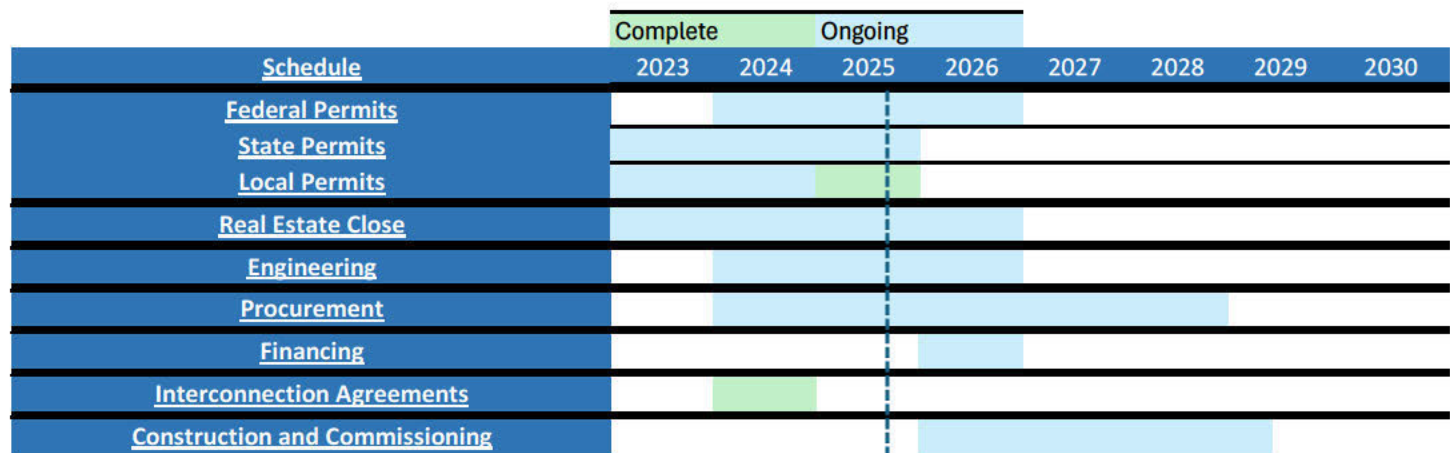 Complete Ongoing
Schedule 2023 2024 2025 2026 2027 2028 2029 2030
Federal Permits
State Permits
Local Permits
Real Estate Close
Engineering
Procurement
Financing
Interconnection Agreements
Construction and Commissioning